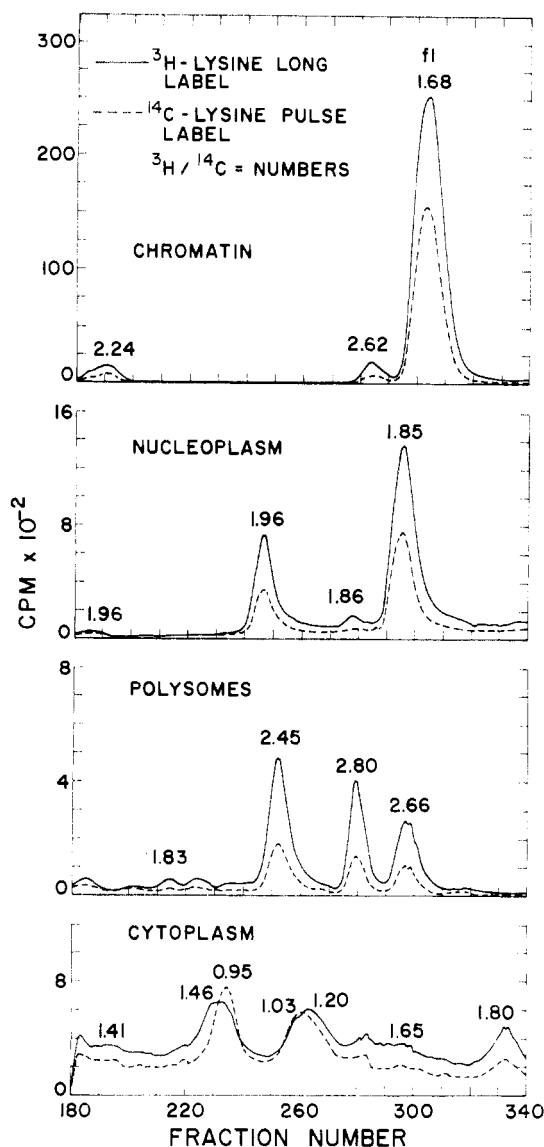 300
200
100
0
³H-LYSINE LONG
LABEL
¹⁴C-LYSINE PULSE
LABEL
³H / ¹⁴C = NUMBERS
fl
1.68
CHROMATIN
2.24
2.62
16
8
0
NUCLEOPLASM
1.96
1.96
1.86
1.85
CPM x 10⁻²
8
4
0
POLYSOMES
1.83
2.45
2.80
2.66
8
0
CYTOPLASM
1.41
1.46
0.95
1.03
1.20
1.65
1.80
180
220
260
300
340
FRACTION NUMBER